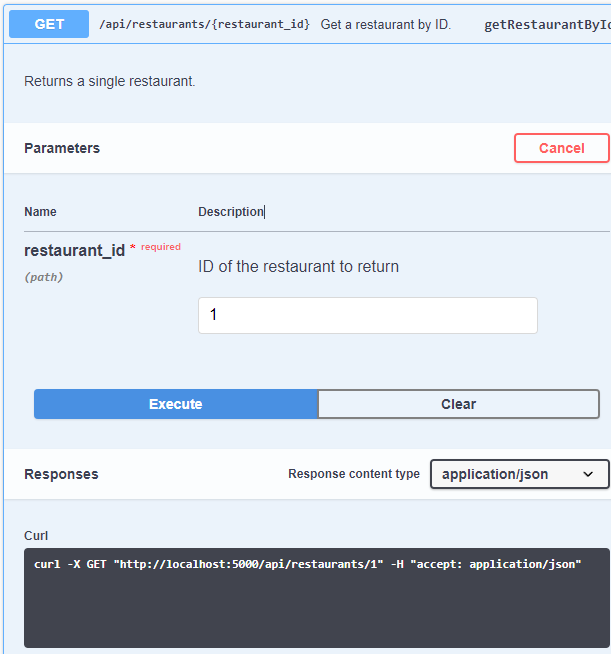 GET /api/restaurants/{restaurant_id} Get a restaurant by ID. getRestaurantById
Returns a single restaurant.
Parameters Cancel
Name Description
restaurant_id * required
(path)
ID of the restaurant to return
1
Execute Clear
Responses Response content type application/json
Curl
curl -X GET "http://localhost:5000/api/restaurants/1" -H "accept: application/json"